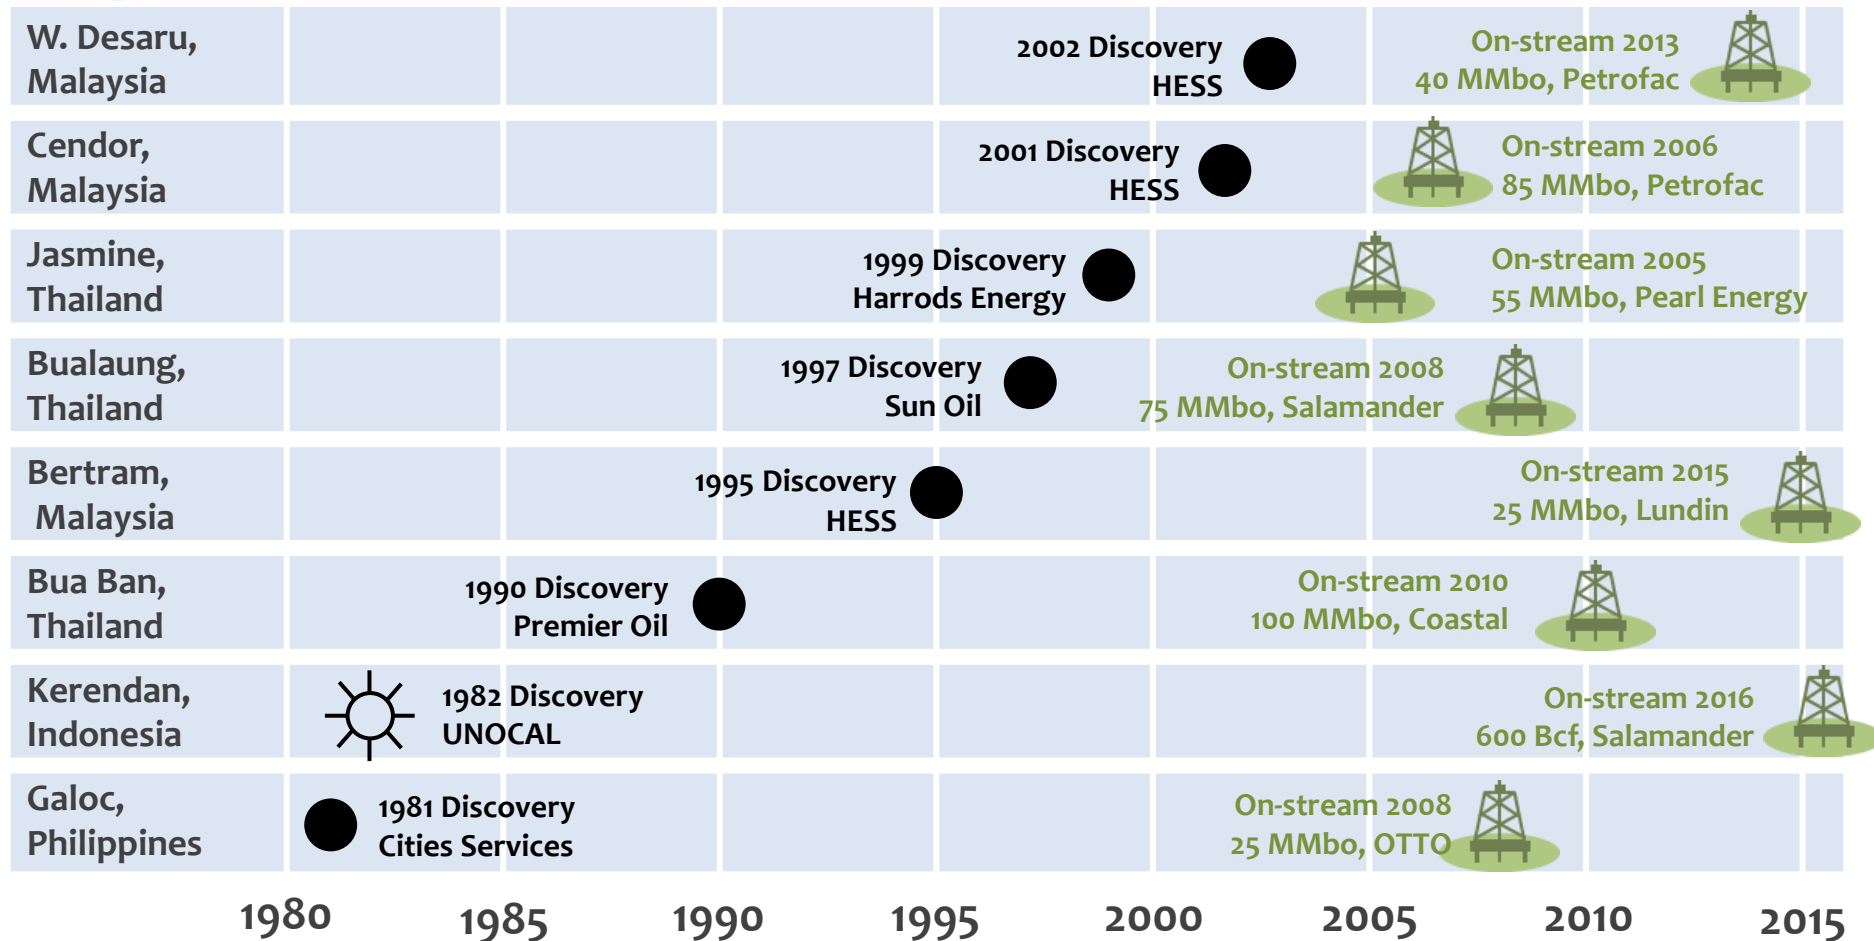 W. Desaru,
Malaysia
2002 Discovery
HESS
On-stream 2013
40 MMbo, Petrofac
Cendor,
Malaysia
2001 Discovery
HESS
On-stream 2006
85 MMbo, Petrofac
Jasmine,
Thailand
1999 Discovery
Harrods Energy
On-stream 2005
55 MMbo, Pearl Energy
Bualaung,
Thailand
1997 Discovery
Sun Oil
On-stream 2008
75 MMbo, Salamander
Bertram,
Malaysia
1995 Discovery
HESS
On-stream 2015
25 MMbo, Lundin
Bua Ban,
Thailand
1990 Discovery
Premier Oil
On-stream 2010
100 MMbo, Coastal
Kerendan,
Indonesia
1982 Discovery
UNOCAL
On-stream 2016
600 Bcf, Salamander
Galoc,
Philippines
1981 Discovery
Cities Services
On-stream 2008
25 MMbo, OTTO
1980 1985 1990 1995 2000 2005 2010 2015